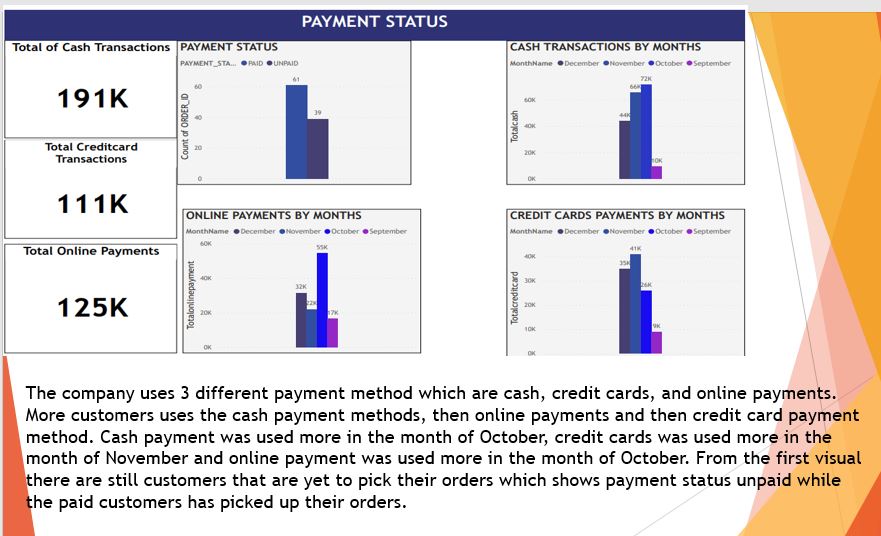 PAYMENT STATUS
Total of Cash Transactions
191K
Total Creditcard
Transactions
111K
Total Online Payments
125K
PAYMENT STATUS
PAYMENT_STA... PAID UNPAID
Count of ORDER_ID
60
40
20
0
61
39
CASH TRANSACTIONS BY MONTHS
MonthName December November October September
Totalcash
60K
40K
20K
0K
44K
66K
72K
10K
ONLINE PAYMENTS BY MONTHS
MonthName December November October September
Totalonlinepayment
60K
40K
20K
0K
32K
22K
55K
17K
CREDIT CARDS PAYMENTS BY MONTHS
MonthName December November October September
Totalcreditcard
40K
30K
20K
10K
0K
35K
41K
26K
9K
The company uses 3 different payment method which are cash, credit cards, and online payments.
More customers uses the cash payment methods, then online payments and then credit card payment
method. Cash payment was used more in the month of October, credit cards was used more in the
month of November and online payment was used more in the month of October. From the first visual
there are still customers that are yet to pick their orders which shows payment status unpaid while
the paid customers has picked up their orders.